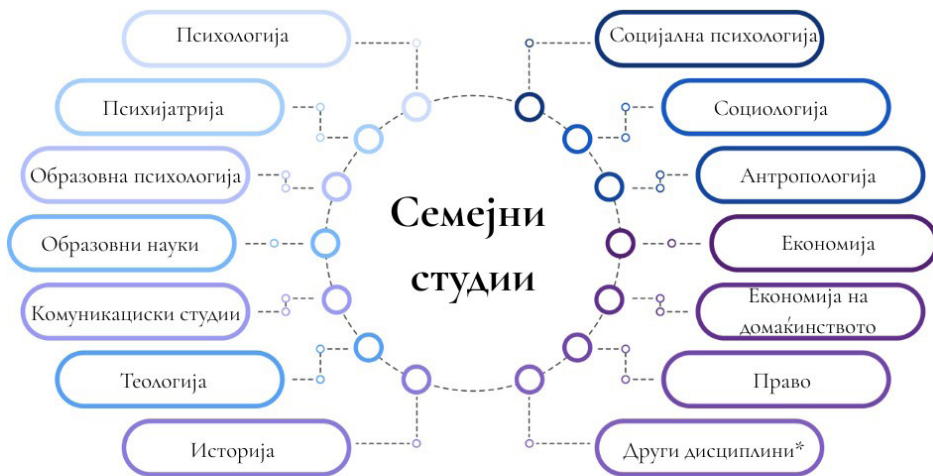 Психологија
Социјална психологија
Психијатрија
Социологија
Образовна психологија
Антропологија
Семејни
студии
Образовни науки
Економија
Комуникациски студии
Економија на
домаќинството
Теологија
Право
Историја
Други дисциплини*